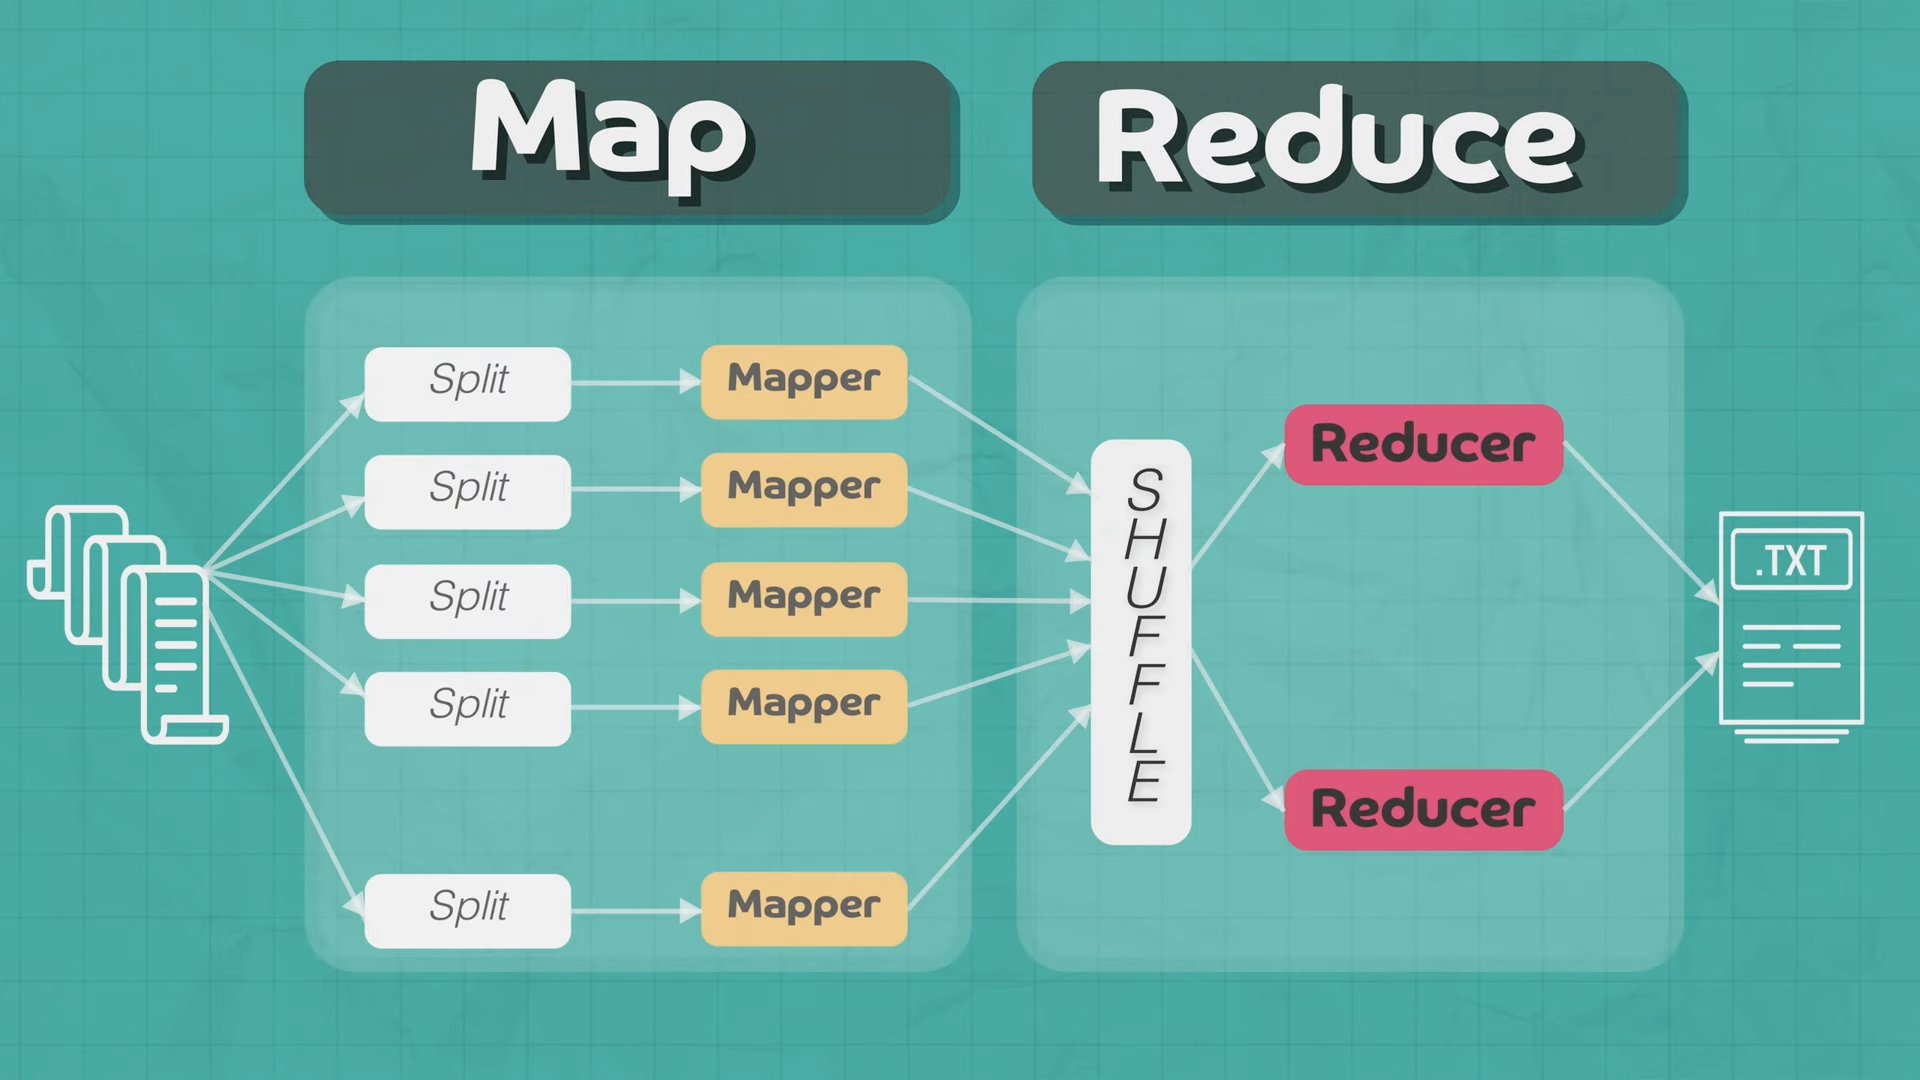 Map
Reduce
Split
Mapper
Split
Mapper
Split
Mapper
Split
Mapper
Split
Mapper
SHUFFLE
Reducer
Reducer
.TXT